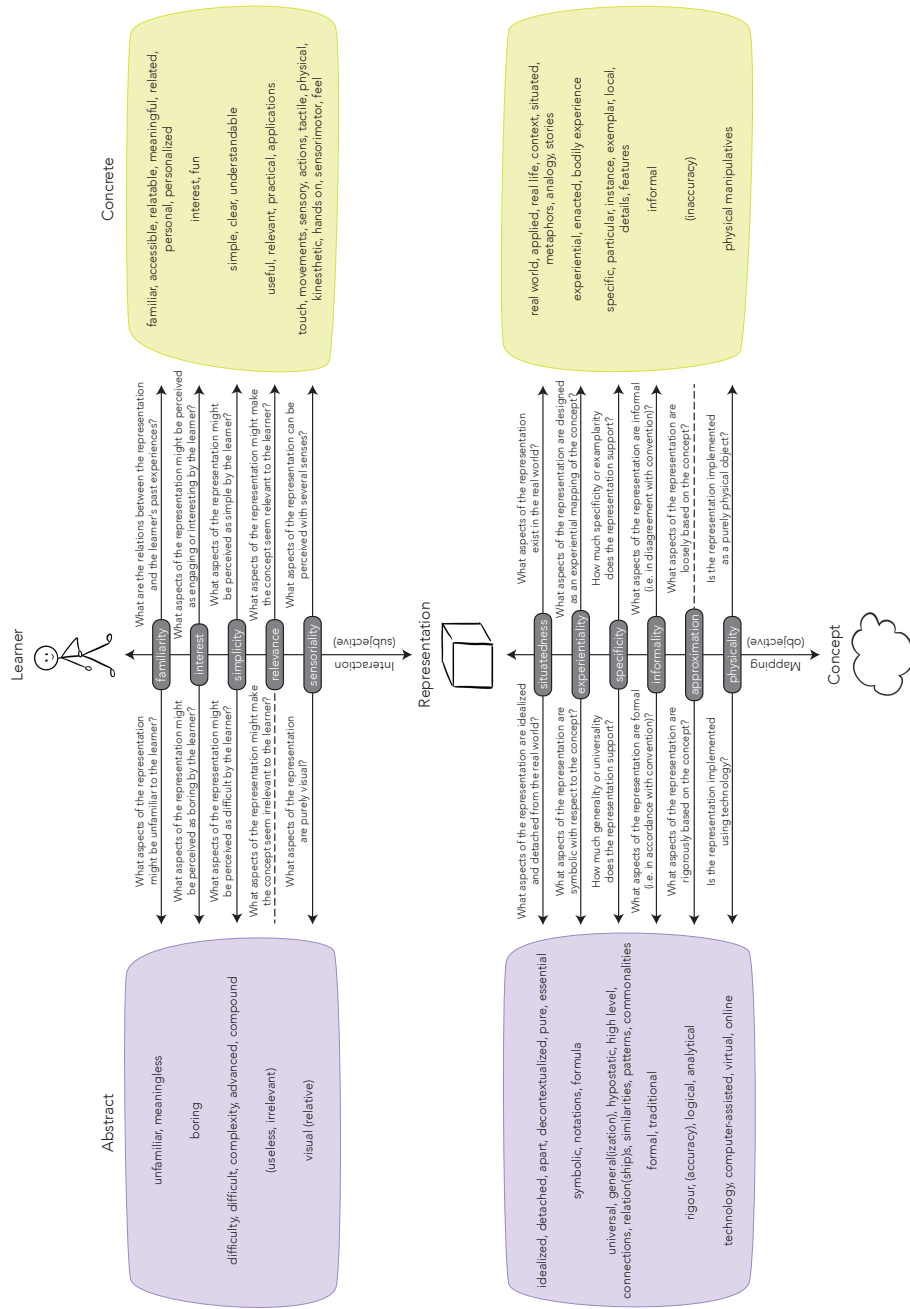 Learner
Abstract
Concrete
unfamiliar, meaningless
What aspects of the representation
might be unfamiliar to the learner?
familiarity
What are the relations between the representation
and the learner's past experiences?
familiar, accessible, relatable, meaningful, related,
personal, personalized
boring
What aspects of the representation might
be perceived as boring by the learner?
interest
What aspects of the representation might be perceived
as engaging or interesting by the learner?
interest, fun
difficulty, difficult, complexity, advanced, compound
What aspects of the representation might
be perceived as difficult by the learner?
simplicity
What aspects of the representation might
be perceived as simple by the learner?
simple, clear, understandable
(useless, irrelevant)
What aspects of the representation might make
the concept seem irrelevant to the learner?
relevance
What aspects of the representation might make
the concept seem relevant to the learner?
useful, relevant, practical, applications
visual (relative)
What aspects of the representation
are purely visual?
sensoriality
What aspects of the representation can be
perceived with several senses?
touch, movements, sensory, actions, tactile, physical,
kinesthetic, hands on, sensorimotor, feel
Interaction
(subjective)
Representation
idealized, detached, apart, decontextualized, pure, essential
What aspects of the representation are idealized
and detached from the real world?
situatedness
What aspects of the representation
exist in the real world?
real world, applied, real life, context, situated,
metaphors, analogy, stories
symbolic, notations, formula
What aspects of the representation are
symbolic with respect to the concept?
experientiality
What aspects of the representation are designed
as an experiential mapping of the concept?
experiential, enacted, bodily experience
universal, general(ization), hypostatic, high level,
connections, relation(ship)s, similarities, patterns, commonalities
How much generality or universality
does the representation support?
specificity
How much specificity or examplarity
does the representation support?
specific, particular, instance, exemplar, local,
details, features
formal, traditional
What aspects of the representation are formal
(i.e. in accordance with convention)?
informality
What aspects of the representation are informal
(i.e. in disagreement with convention)?
informal
rigour, (accuracy), logical, analytical
What aspects of the representation are
rigorously based on the concept?
approximation
What aspects of the representation are
loosely based on the concept?
(inaccuracy)
technology, computer-assisted, virtual, online
Is the representation implemented
using technology?
physicality
Is the representation implemented
as a purely physical object?
physical manipulatives
Mapping
(objective)
Concept